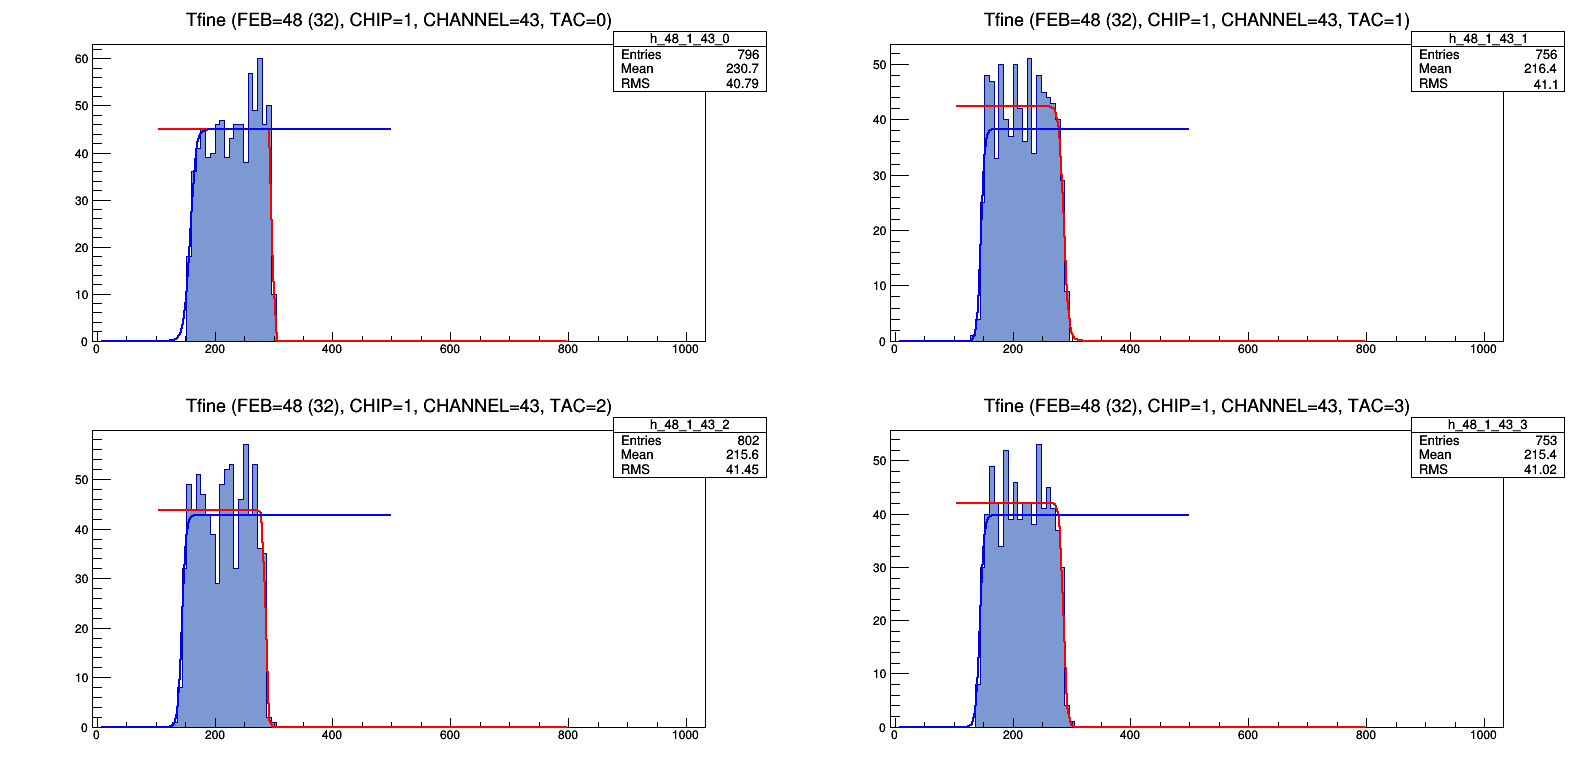 Tfine (FEB=48 (32), CHIP=1, CHANNEL=43, TAC=0)
h_48_1_43_0
Entries 796
Mean 230.7
RMS 40.79
60
50
40
30
20
10
0
0 200 400 600 800 1000
Tfine (FEB=48 (32), CHIP=1, CHANNEL=43, TAC=1)
h_48_1_43_1
Entries 756
Mean 216.4
RMS 41.1
50
40
30
20
10
0
0 200 400 600 800 1000
Tfine (FEB=48 (32), CHIP=1, CHANNEL=43, TAC=2)
h_48_1_43_2
Entries 802
Mean 215.6
RMS 41.45
50
40
30
20
10
0
0 200 400 600 800 1000
Tfine (FEB=48 (32), CHIP=1, CHANNEL=43, TAC=3)
h_48_1_43_3
Entries 753
Mean 215.4
RMS 41.02
50
40
30
20
10
0
0 200 400 600 800 1000